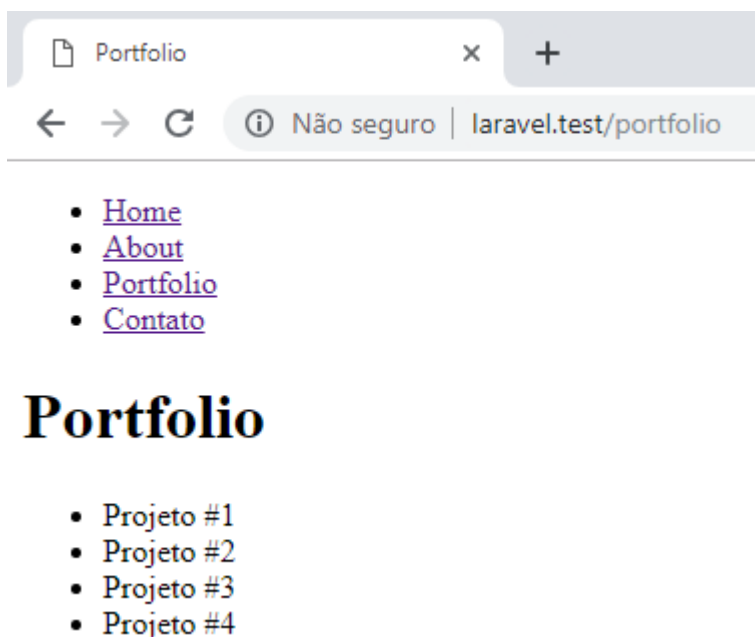 Portfolio
Não seguro | laravel.test/portfolio
Home
About
Portfolio
Contato
Portfolio
Projeto #1
Projeto #2
Projeto #3
Projeto #4